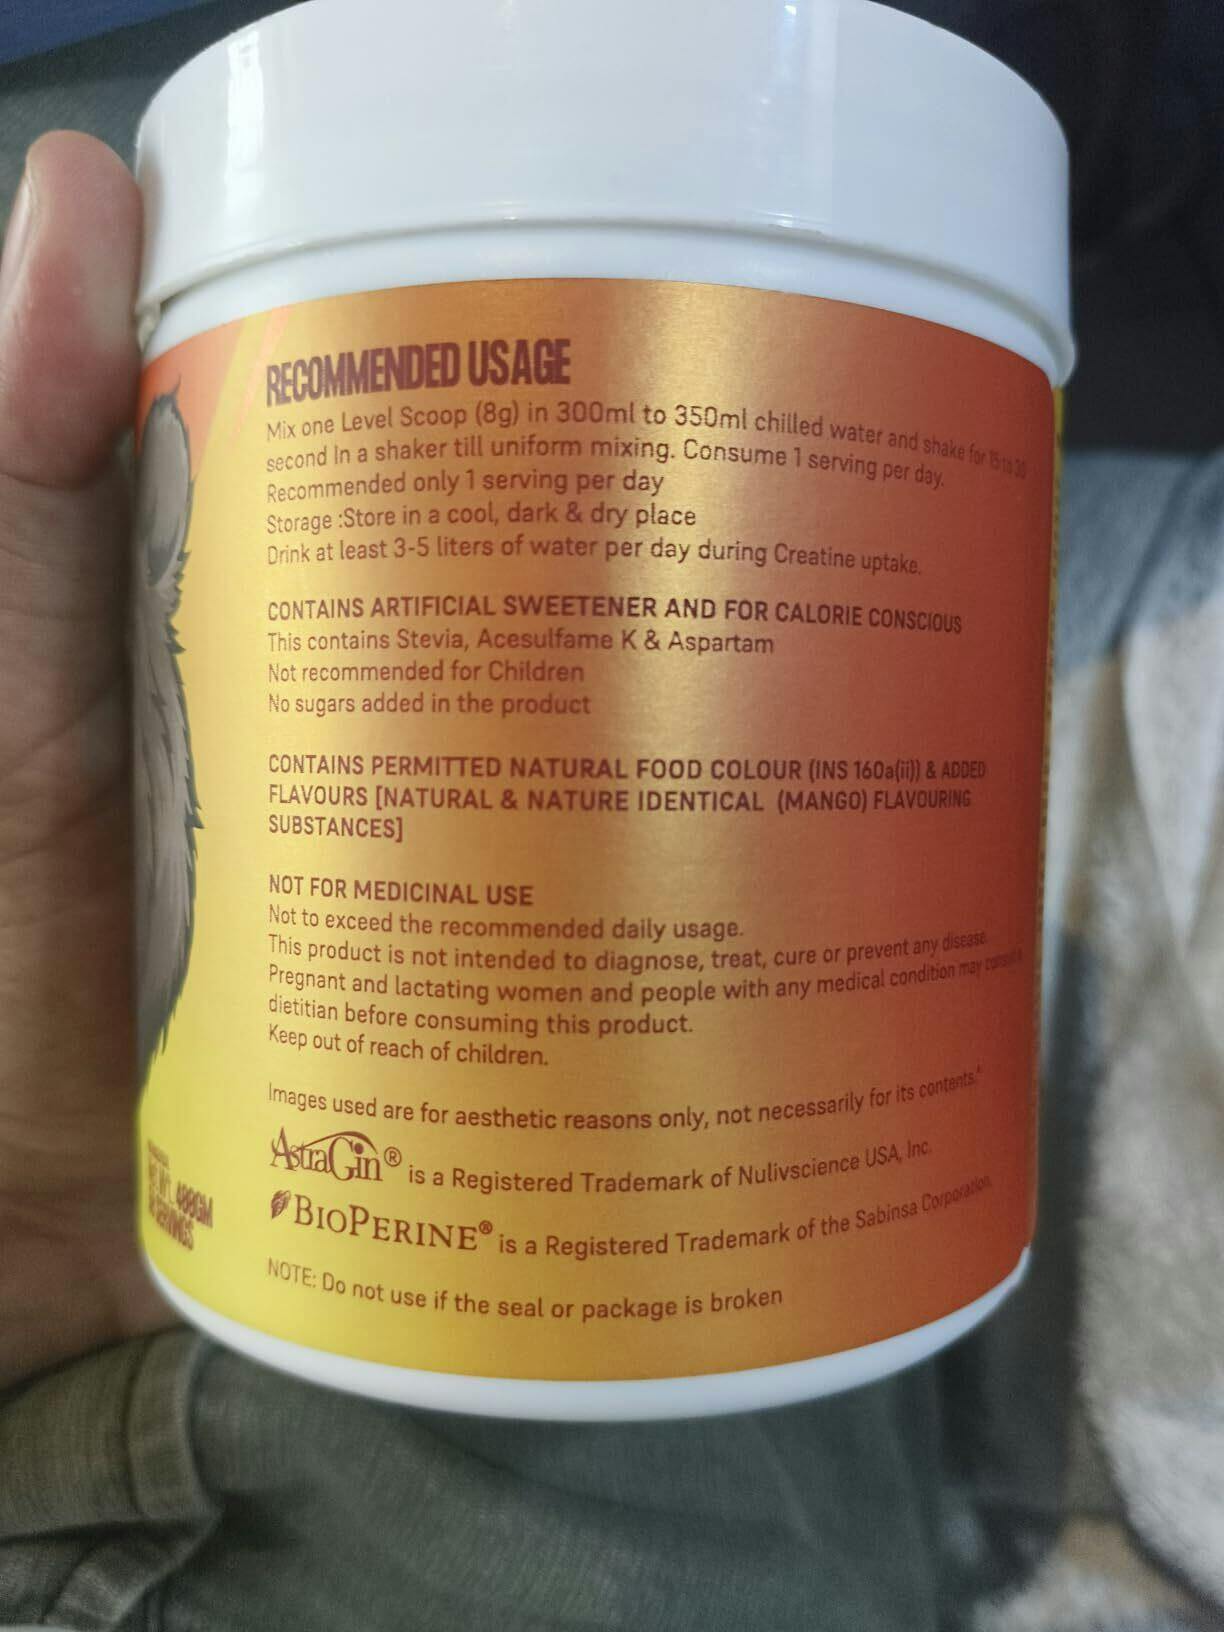 RECOMMENDED USAGE
Mix one Level Scoop (8g) in 300ml to 350ml chilled water and shake for 15 to 30
second In a shaker till uniform mixing. Consume 1 serving per day.
Recommended only 1 serving per day
Storage :Store in a cool, dark & dry place
Drink at least 3-5 liters of water per day during Creatine uptake.
CONTAINS ARTIFICIAL SWEETENER AND FOR CALORIE CONSCIOUS
This contains Stevia, Acesulfame K & Aspartam
Not recommended for Children
No sugars added in the product
CONTAINS PERMITTED NATURAL FOOD COLOUR (INS 160a(ii)) & ADDED
FLAVOURS [NATURAL & NATURE IDENTICAL (MANGO) FLAVOURING
SUBSTANCES]
NOT FOR MEDICINAL USE
Not to exceed the recommended daily usage.
This product is not intended to diagnose, treat, cure or prevent any disease.
Pregnant and lactating women and people with any medical condition may consult a
dietitian before consuming this product.
Keep out of reach of children.
Images used are for aesthetic reasons only, not necessarily for its contents.*
AstraGin® is a Registered Trademark of Nulivscience USA, Inc.
BIOPERINE® is a Registered Trademark of the Sabinsa Corporation.
NOTE: Do not use if the seal or package is broken
NET WT. 400GM
SERVINGS